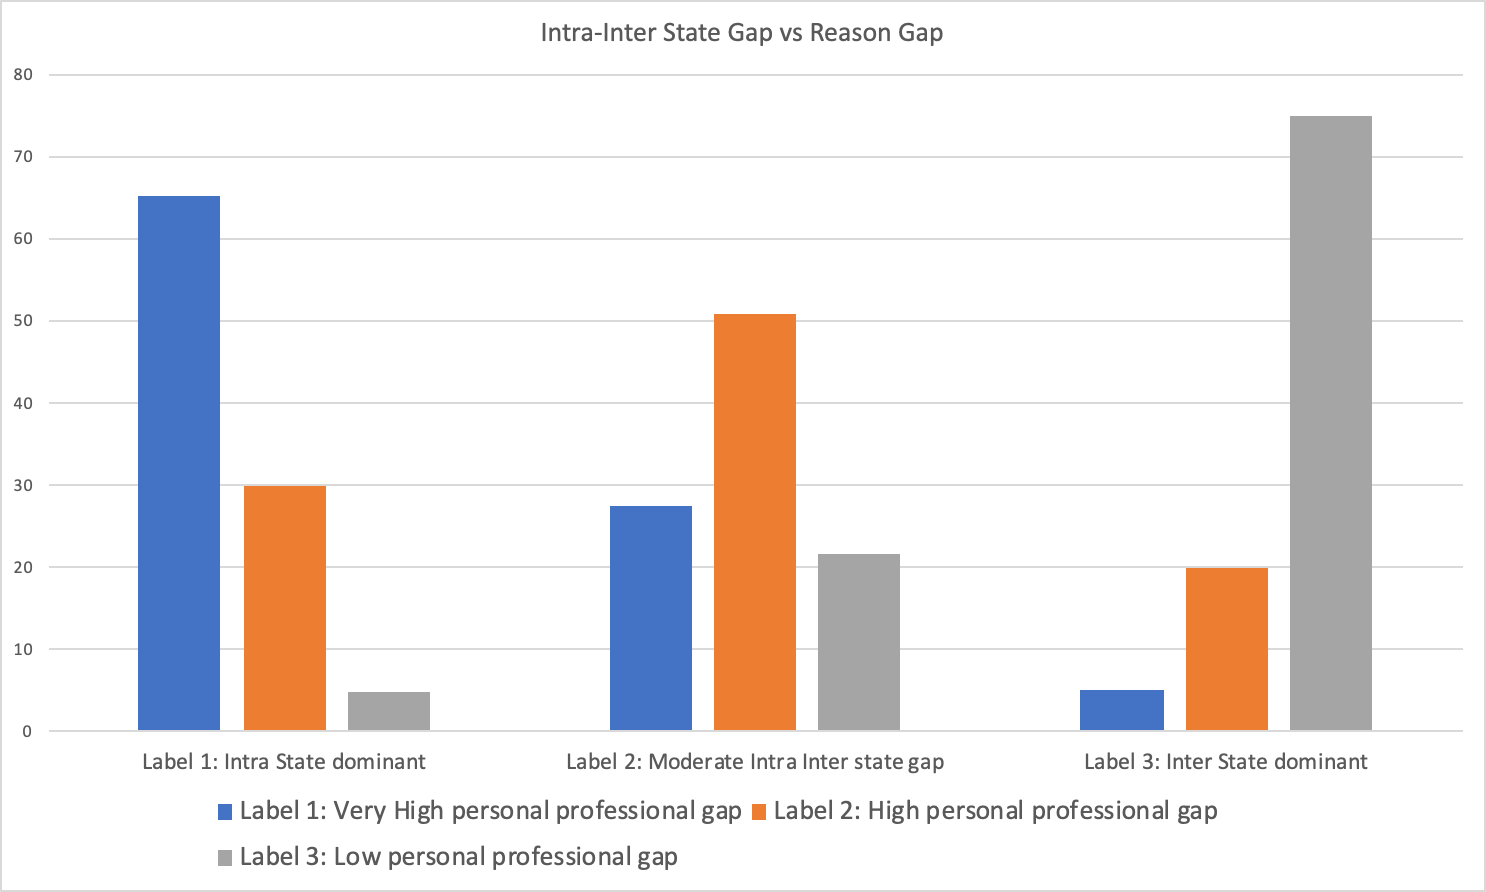 Intra-Inter State Gap vs Reason Gap
80
70
60
50
40
30
20
10
0
Label 1: Intra State dominant
Label 2: Moderate Intra Inter state gap
Label 3: Inter State dominant
Label 1: Very High personal professional gap
Label 2: High personal professional gap
Label 3: Low personal professional gap